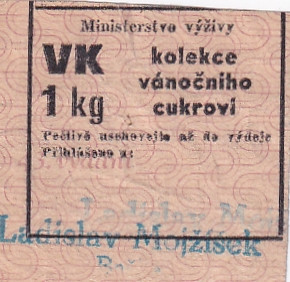 Ministerstvo výživy
VK kolekce
vánočního
1 kg cukroví
Pečlivě uschovejte až do výdeje
Přihlášeno u:
Ladislav Mojžíšek